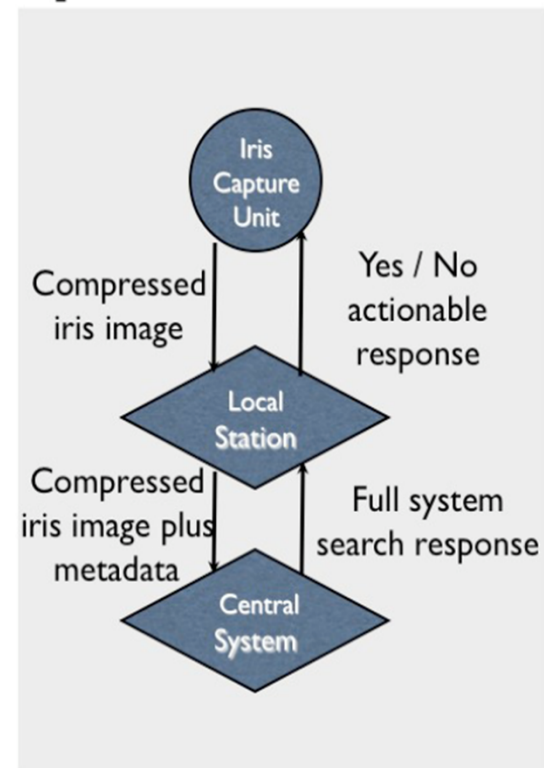 Iris
Capture
Unit
Compressed
iris image
Yes / No
actionable
response
Local
Station
Compressed
iris image plus
metadata
Full system
search response
Central
System